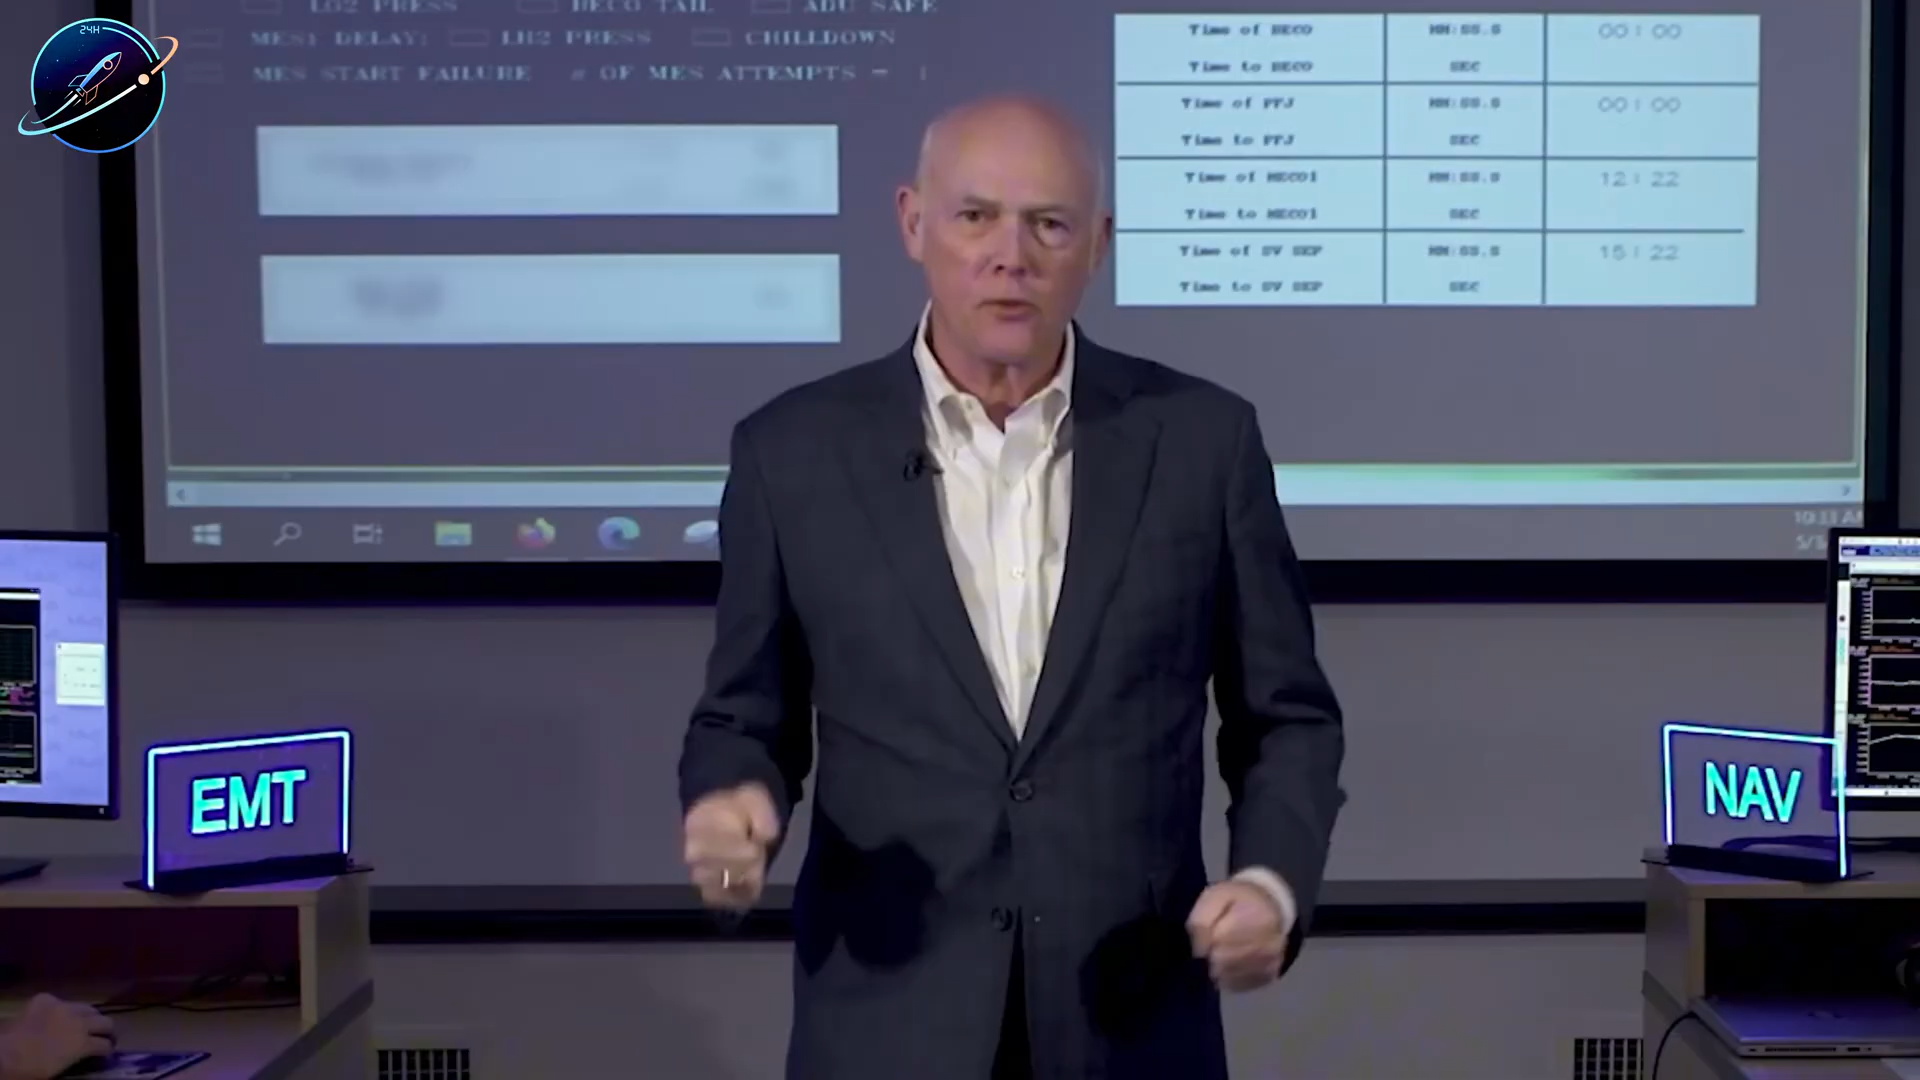 24H
LO2 PRESS BECO TAIL ADU SAFE
MES1 DELAY: LH2 PRESS CHILLDOWN
MES START FAILURE # OF MES ATTEMPTS =
Time of BECO MM:SS.S 00:00
Time to BECO SEC
Time of PFJ MM:SS.S 00:00
Time to PFJ SEC
Time of MECO1 MM:SS.S 12:22
Time to MECO1 SEC
Time of SV SEP MM:SS.S 15:22
Time to SV SEP SEC
10:33 AM
EMT
NAV